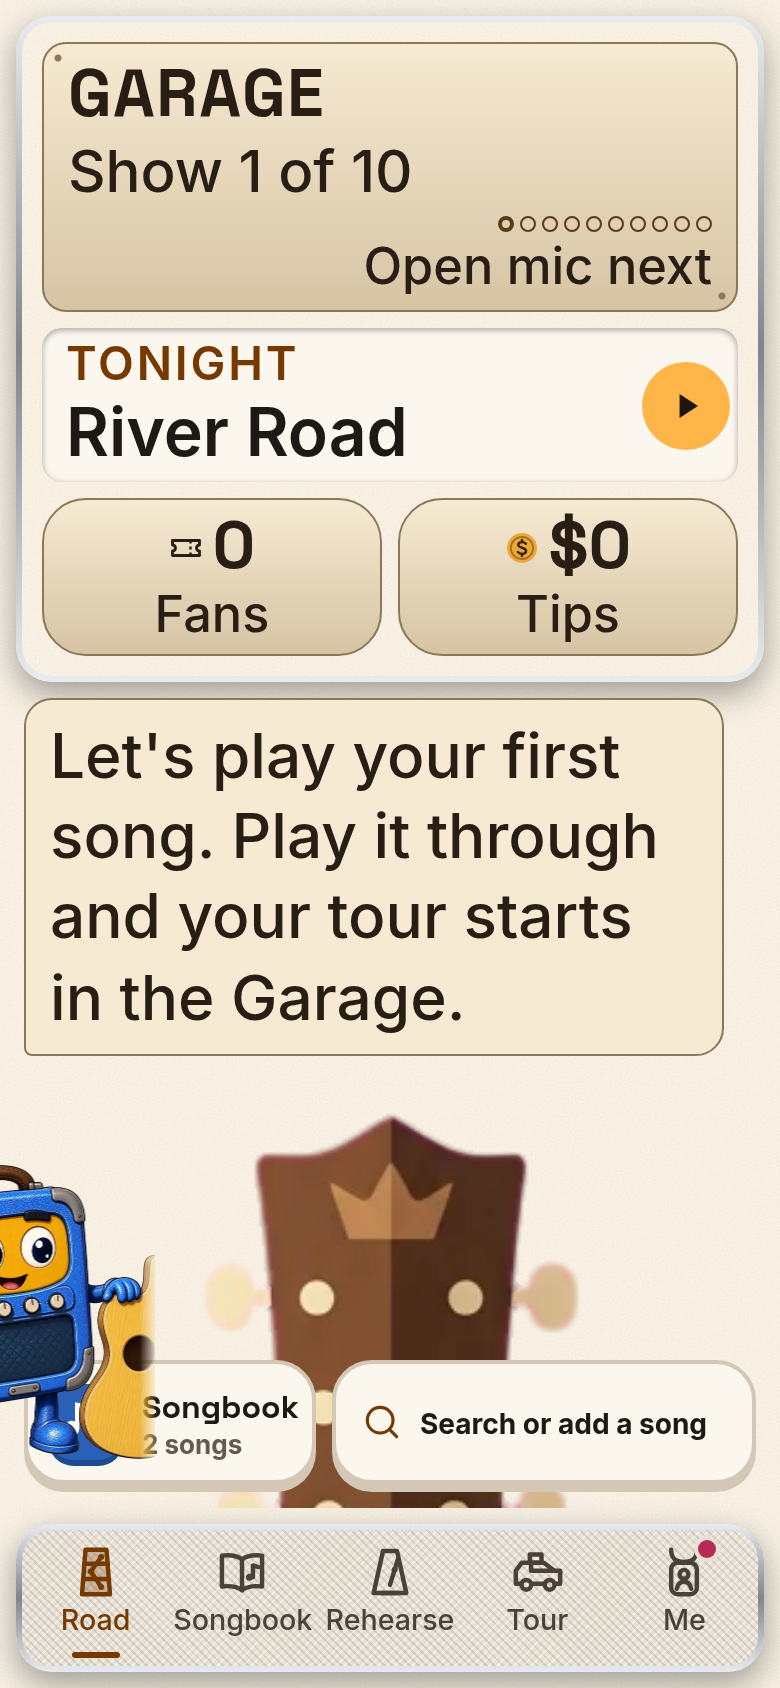 GARAGE
Show 1 of 10
Open mic next
TONIGHT
River Road
0
Fans
$0
Tips
Let's play your first
song. Play it through
and your tour starts
in the Garage.
Songbook
2 songs
Search or add a song
Road
Songbook
Rehearse
Tour
Me